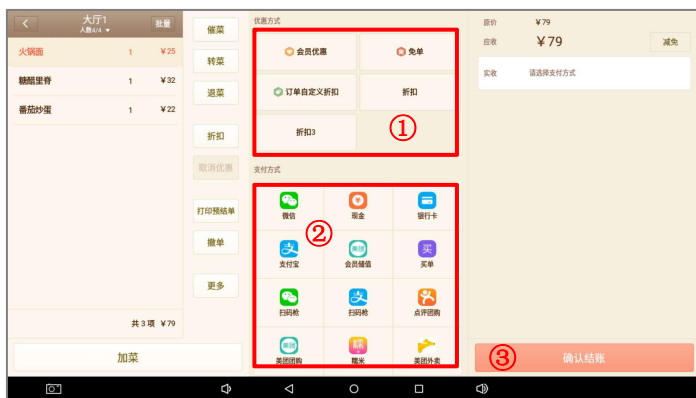 大厅1
人数4/4
批量
火锅面 1 ¥25
糖醋里脊 1 ¥32
番茄炒蛋 1 ¥22
共3项 ¥79
加菜
催菜
转菜
退菜
折扣
取消优惠
打印预结单
撤单
更多
优惠方式
会员优惠
免单
订单自定义折扣
折扣
折扣3
①
支付方式
微信
现金
银行卡
②
支付宝
美团
会员储值
买
买单
扫码枪
扫码枪
点评团购
美团
美团团购
糯
糯米
美团外卖
原价 ¥79
应收 ¥79
减免
实收 请选择支付方式
③
确认结账